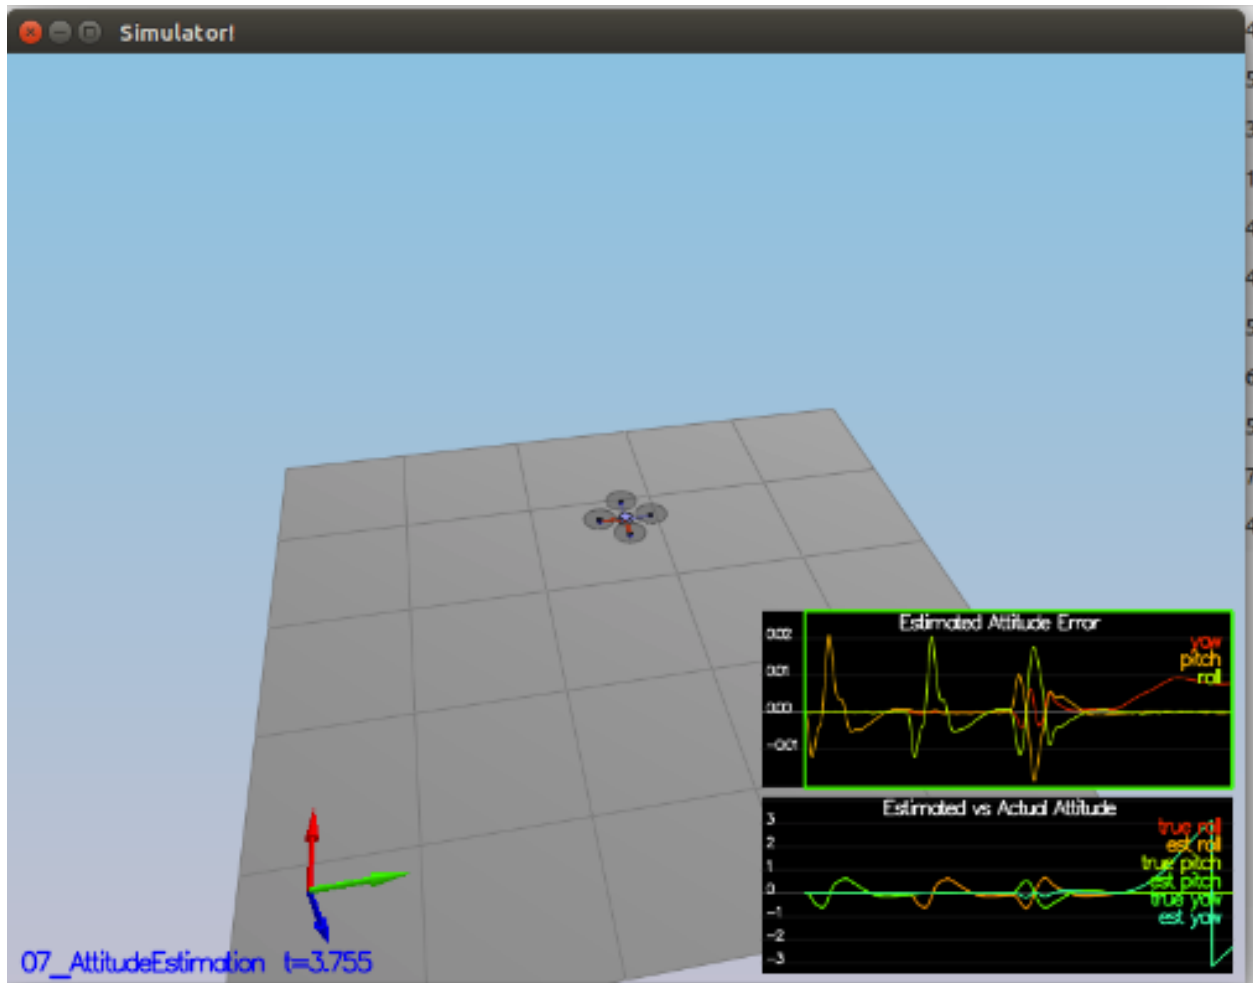 Simulator!
Estimated Attitude Error
0.02
0.01
0.00
-0.01
yaw
pitch
roll
Estimated vs Actual Attitude
3
2
1
0
-1
-2
-3
true roll
est roll
true pitch
est pitch
true yaw
est yaw
07_AttitudeEstimation t=3.755